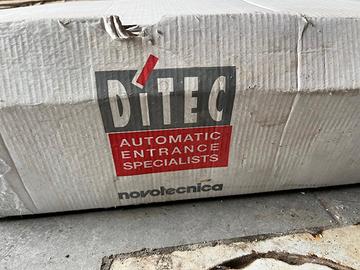 DITEC
AUTOMATIC
ENTRANCE
SPECIALISTS
novotecnica